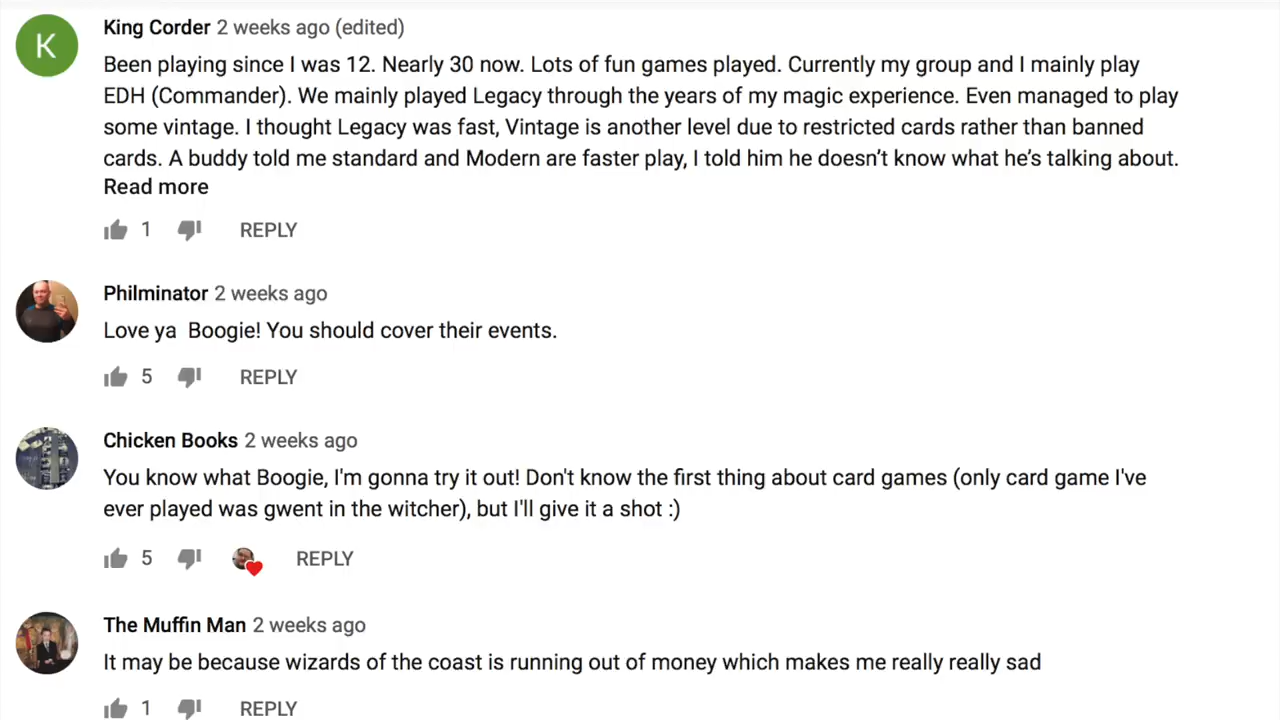 K
King Corder 2 weeks ago (edited)
Been playing since I was 12. Nearly 30 now. Lots of fun games played. Currently my group and I mainly play
EDH (Commander). We mainly played Legacy through the years of my magic experience. Even managed to play
some vintage. I thought Legacy was fast, Vintage is another level due to restricted cards rather than banned
cards. A buddy told me standard and Modern are faster play, I told him he doesn’t know what he’s talking about.
Read more
1 REPLY
Philminator 2 weeks ago
Love ya  Boogie! You should cover their events.
5 REPLY
Chicken Books 2 weeks ago
You know what Boogie, I'm gonna try it out! Don't know the first thing about card games (only card game I've
ever played was gwent in the witcher), but I'll give it a shot :)
5 REPLY
The Muffin Man 2 weeks ago
It may be because wizards of the coast is running out of money which makes me really really sad
1 REPLY